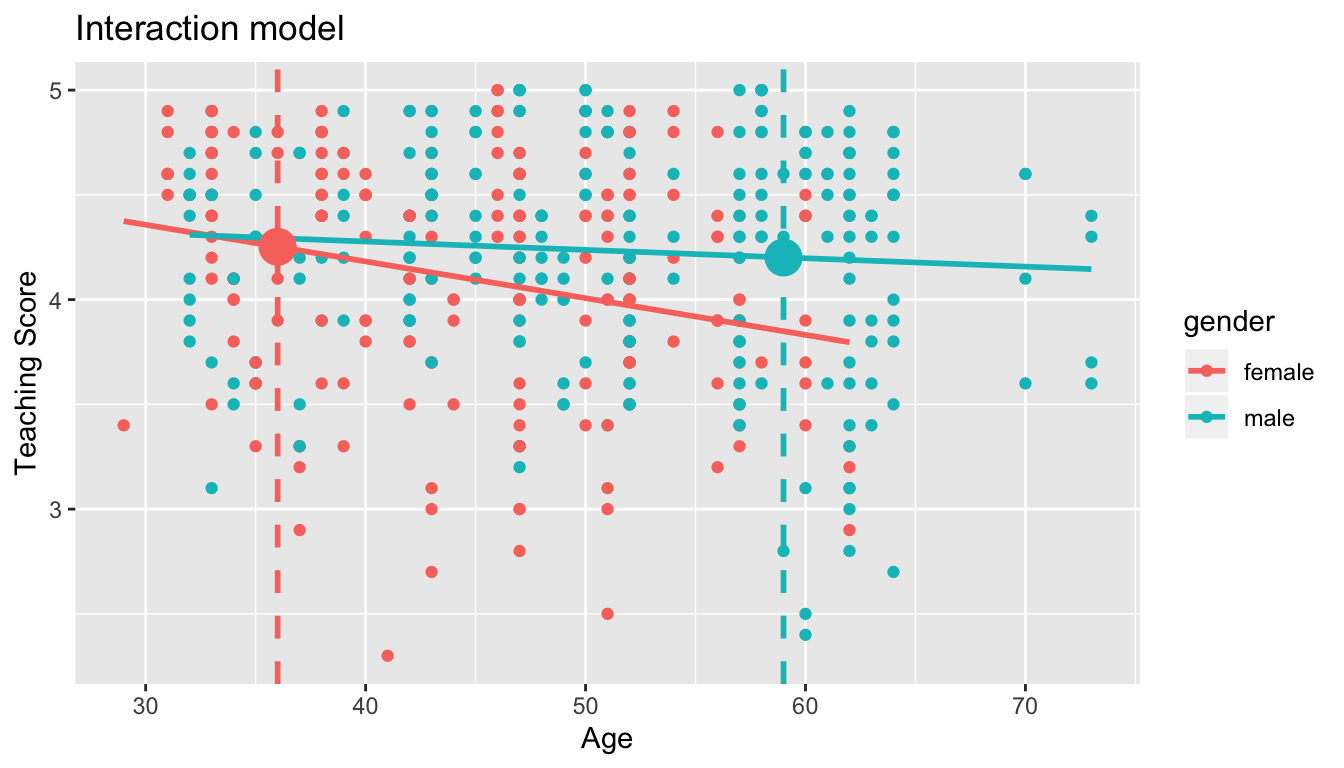 Interaction model
5
4
3
Teaching Score
30 40 50 60 70
Age
gender
female
male